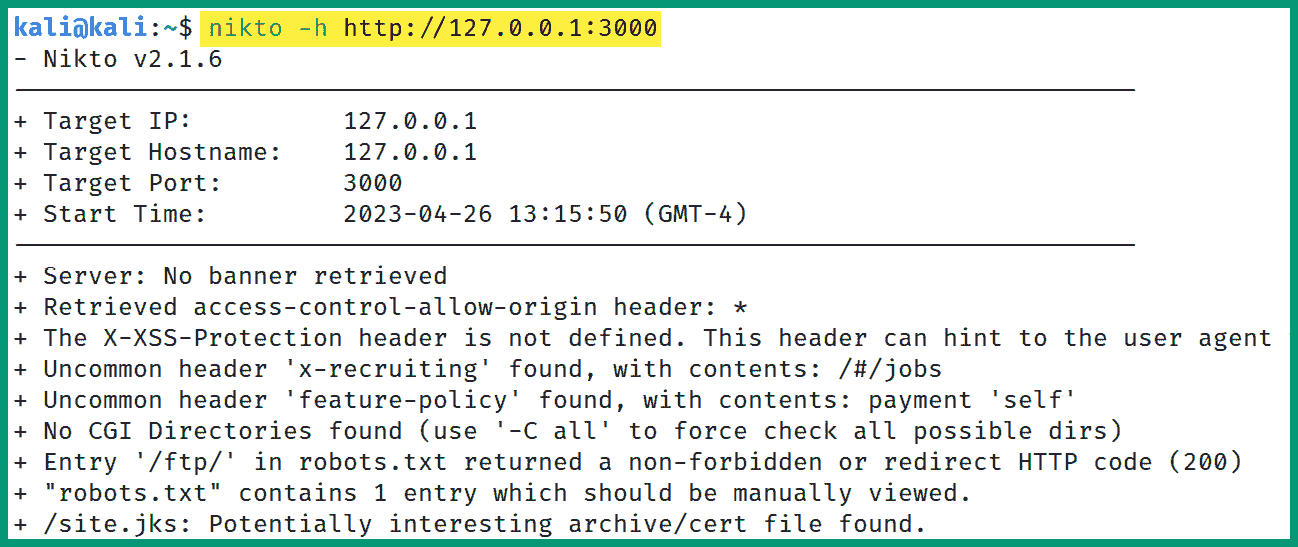 kali@kali:~$ nikto -h http://127.0.0.1:3000
- Nikto v2.1.6
+ Target IP: 127.0.0.1
+ Target Hostname: 127.0.0.1
+ Target Port: 3000
+ Start Time: 2023-04-26 13:15:50 (GMT-4)
+ Server: No banner retrieved
+ Retrieved access-control-allow-origin header: *
+ The X-XSS-Protection header is not defined. This header can hint to the user agent
+ Uncommon header 'x-recruiting' found, with contents: /#/jobs
+ Uncommon header 'feature-policy' found, with contents: payment 'self'
+ No CGI Directories found (use '-C all' to force check all possible dirs)
+ Entry '/ftp/' in robots.txt returned a non-forbidden or redirect HTTP code (200)
+ "robots.txt" contains 1 entry which should be manually viewed.
+ /site.jks: Potentially interesting archive/cert file found.